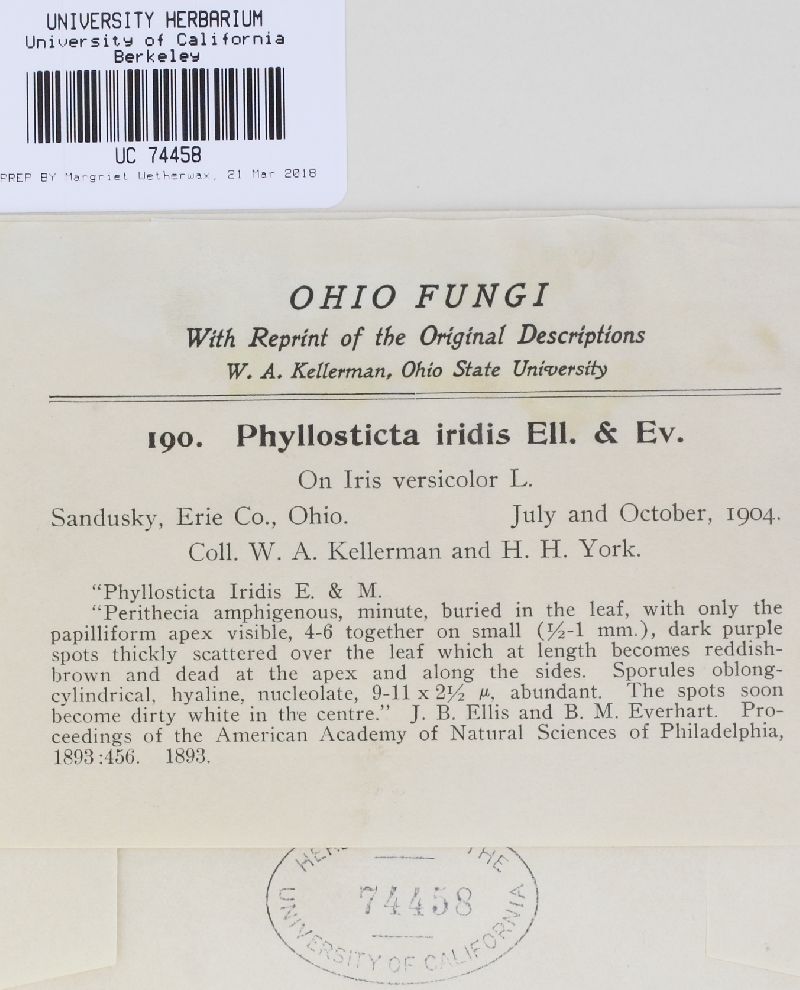 UNIVERSITY HERBARIUM
University of California
Berkeley
UC 74458
PREP BY Margriet Wetherwax, 21 Mar 2018
OHIO FUNGI
With Reprint of the Original Descriptions
W. A. Kellerman, Ohio State University
190. Phyllosticta iridis Ell. & Ev.
On Iris versicolor L.
Sandusky, Erie Co., Ohio. July and October, 1904.
Coll. W. A. Kellerman and H. H. York.
“Phyllosticta Iridis E. & M.
“Perithecia amphigenous, minute, buried in the leaf, with only the
papilliform apex visible, 4-6 together on small (½-1 mm.), dark purple
spots thickly scattered over the leaf which at length becomes reddish-
brown and dead at the apex and along the sides. Sporules oblong-
cylindrical, hyaline, nucleolate, 9-11 x 2½ μ, abundant. The spots soon
become dirty white in the centre.” J. B. Ellis and B. M. Everhart. Pro-
ceedings of the American Academy of Natural Sciences of Philadelphia,
1893:456. 1893.
THE
74458
UNIVERSITY OF CALIFORNIA